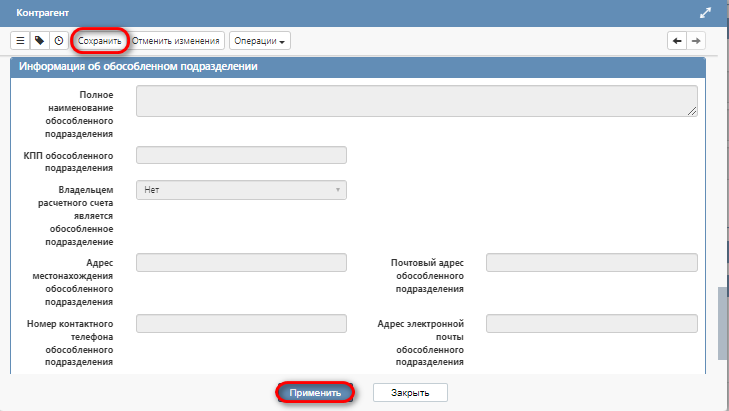 Контрагент
Сохранить Отменить изменения Операции
Информация об обособленном подразделении
Полное
наименование
обособленного
подразделения
КПП обособленного
подразделения
Владельцем
расчетного счета
является
обособленное
подразделение
Нет
Адрес
местонахождения
обособленного
подразделения
Почтовый адрес
обособленного
подразделения
Номер контактного
телефона
обособленного
подразделения
Адрес электронной
почты
обособленного
подразделения
Применить Закрыть